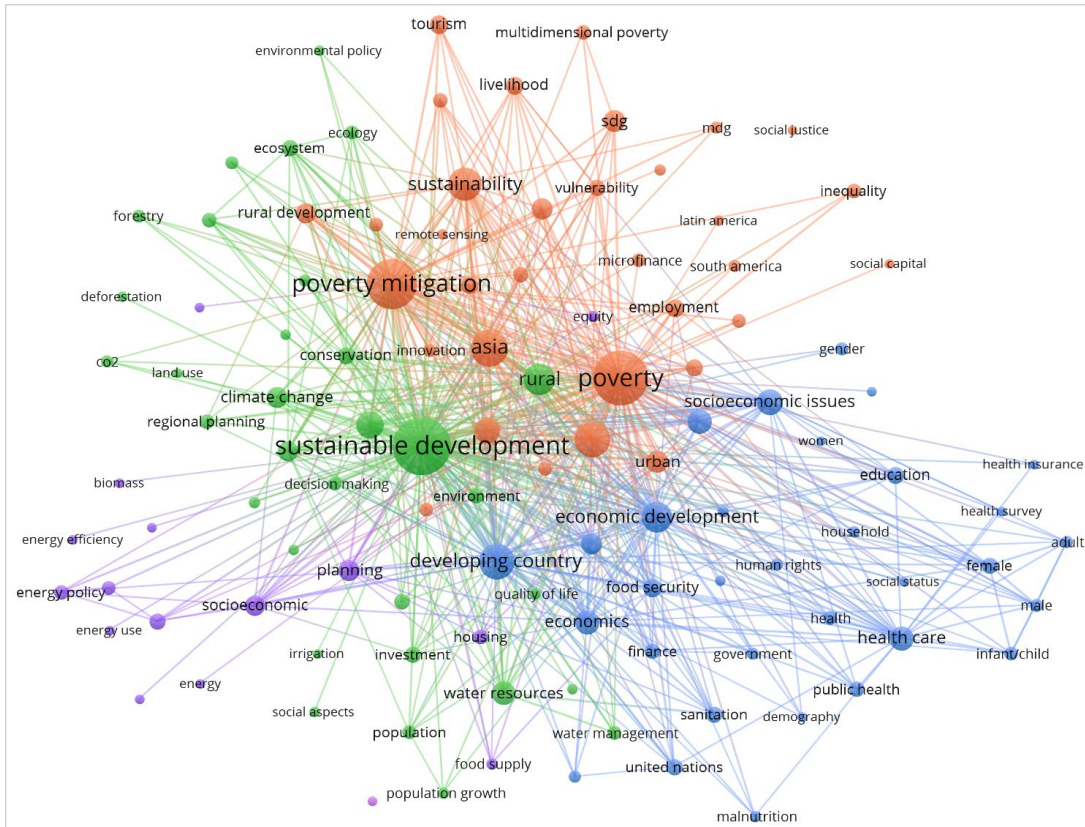 tourism
multidimensional poverty
environmental policy
livelihood
sdg
mdg
social justice
ecology
ecosystem
sustainability
vulnerability
inequality
rural development
forestry
remote sensing
latin america
microfinance
south america
social capital
poverty mitigation
deforestation
employment
equity
conservation
innovation
asia
gender
co2
land use
rural
poverty
climate change
socioeconomic issues
regional planning
sustainable development
women
urban
health insurance
education
biomass
decision making
environment
health survey
economic development
energy efficiency
household
adult
developing country
human rights
female
planning
social status
food security
energy policy
quality of life
socioeconomic
male
economics
health
energy use
housing
health care
irrigation
investment
finance
government
infant/child
energy
water resources
public health
social aspects
sanitation
demography
population
water management
food supply
united nations
population growth
malnutrition